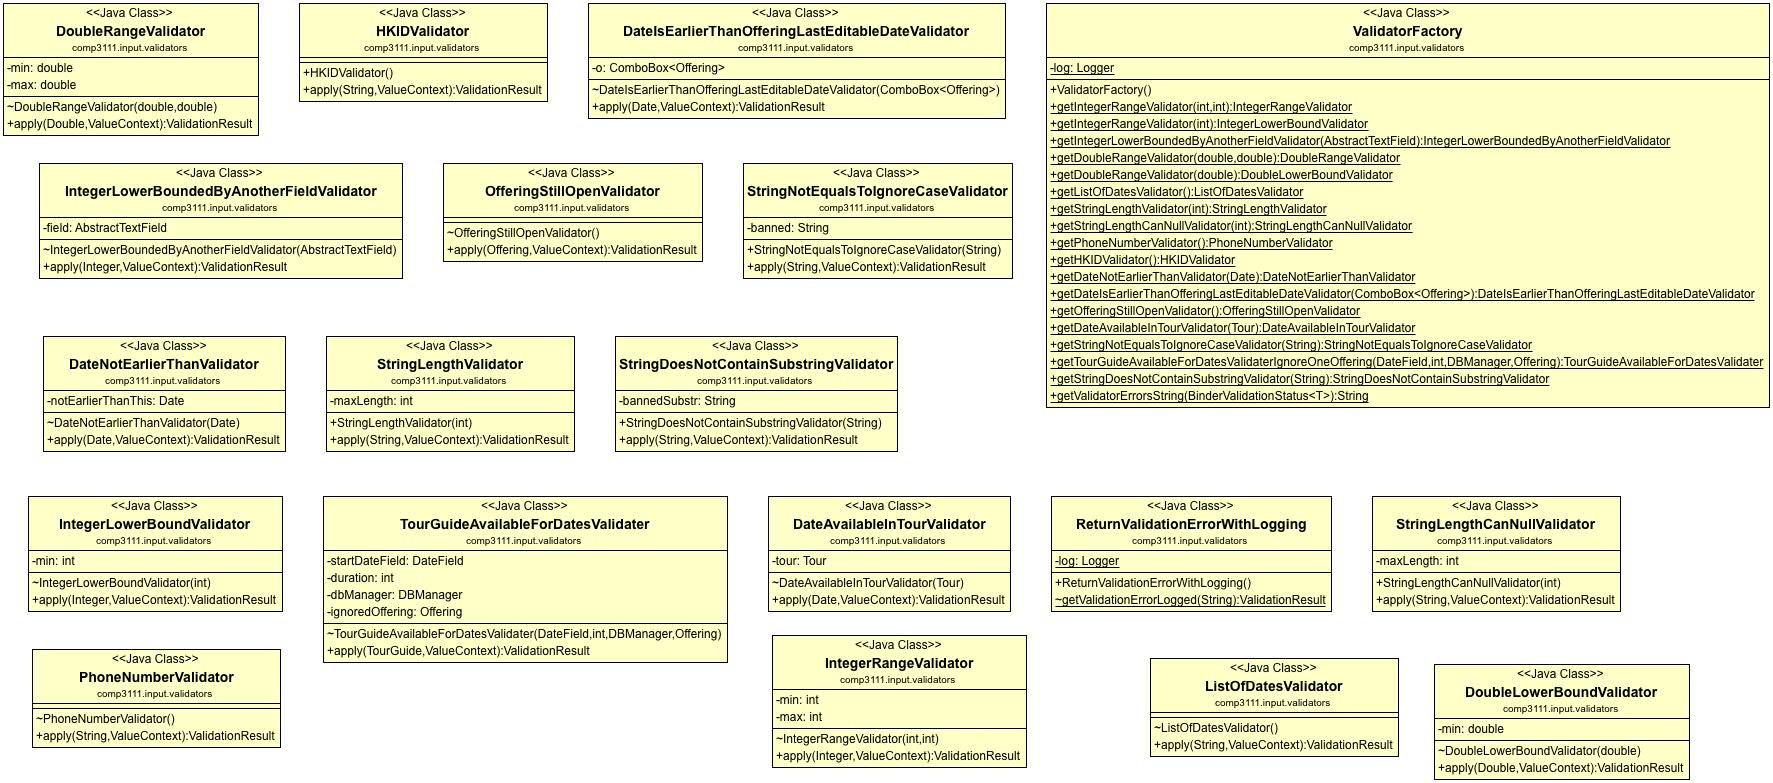 <<Java Class>>
DoubleRangeValidator
comp3111.input.validators
-min: double
-max: double
~DoubleRangeValidator(double,double)
+apply(Double,ValueContext):ValidationResult
<<Java Class>>
HKIDValidator
comp3111.input.validators
+HKIDValidator()
+apply(String,ValueContext):ValidationResult
<<Java Class>>
DateIsEarlierThanOfferingLastEditableDateValidator
comp3111.input.validators
-o: ComboBox<Offering>
~DateIsEarlierThanOfferingLastEditableDateValidator(ComboBox<Offering>)
+apply(Date,ValueContext):ValidationResult
<<Java Class>>
ValidatorFactory
comp3111.input.validators
-log: Logger
+ValidatorFactory()
+getIntegerRangeValidator(int,int):IntegerRangeValidator
+getIntegerRangeValidator(int):IntegerLowerBoundValidator
+getIntegerLowerBoundedByAnotherFieldValidator(AbstractTextField):IntegerLowerBoundedByAnotherFieldValidator
+getDoubleRangeValidator(double,double):DoubleRangeValidator
+getDoubleRangeValidator(double):DoubleLowerBoundValidator
+getListOfDatesValidator():ListOfDatesValidator
+getStringLengthValidator(int):StringLengthValidator
+getStringLengthCanNullValidator(int):StringLengthCanNullValidator
+getPhoneNumberValidator():PhoneNumberValidator
+getHKIDValidator():HKIDValidator
+getDateNotEarlierThanValidator(Date):DateNotEarlierThanValidator
+getDateIsEarlierThanOfferingLastEditableDateValidator(ComboBox<Offering>):DateIsEarlierThanOfferingLastEditableDateValidator
+getOfferingStillOpenValidator():OfferingStillOpenValidator
+getDateAvailableInTourValidator(Tour):DateAvailableInTourValidator
+getStringNotEqualsToIgnoreCaseValidator(String):StringNotEqualsToIgnoreCaseValidator
+getTourGuideAvailableForDatesValidaterIgnoreOneOffering(DateField,int,DBManager,Offering):TourGuideAvailableForDatesValidater
+getStringDoesNotContainSubstringValidator(String):StringDoesNotContainSubstringValidator
+getValidatorErrorsString(BinderValidationStatus<T>):String
<<Java Class>>
IntegerLowerBoundedByAnotherFieldValidator
comp3111.input.validators
-field: AbstractTextField
~IntegerLowerBoundedByAnotherFieldValidator(AbstractTextField)
+apply(Integer,ValueContext):ValidationResult
<<Java Class>>
OfferingStillOpenValidator
comp3111.input.validators
~OfferingStillOpenValidator()
+apply(Offering,ValueContext):ValidationResult
<<Java Class>>
StringNotEqualsToIgnoreCaseValidator
comp3111.input.validators
-banned: String
+StringNotEqualsToIgnoreCaseValidator(String)
+apply(String,ValueContext):ValidationResult
<<Java Class>>
DateNotEarlierThanValidator
comp3111.input.validators
-notEarlierThanThis: Date
~DateNotEarlierThanValidator(Date)
+apply(Date,ValueContext):ValidationResult
<<Java Class>>
StringLengthValidator
comp3111.input.validators
-maxLength: int
+StringLengthValidator(int)
+apply(String,ValueContext):ValidationResult
<<Java Class>>
StringDoesNotContainSubstringValidator
comp3111.input.validators
-bannedSubstr: String
+StringDoesNotContainSubstringValidator(String)
+apply(String,ValueContext):ValidationResult
<<Java Class>>
IntegerLowerBoundValidator
comp3111.input.validators
-min: int
~IntegerLowerBoundValidator(int)
+apply(Integer,ValueContext):ValidationResult
<<Java Class>>
TourGuideAvailableForDatesValidater
comp3111.input.validators
-startDateField: DateField
-duration: int
-dbManager: DBManager
-ignoredOffering: Offering
~TourGuideAvailableForDatesValidater(DateField,int,DBManager,Offering)
+apply(TourGuide,ValueContext):ValidationResult
<<Java Class>>
DateAvailableInTourValidator
comp3111.input.validators
-tour: Tour
~DateAvailableInTourValidator(Tour)
+apply(Date,ValueContext):ValidationResult
<<Java Class>>
ReturnValidationErrorWithLogging
comp3111.input.validators
-log: Logger
+ReturnValidationErrorWithLogging()
~getValidationErrorLogged(String):ValidationResult
<<Java Class>>
StringLengthCanNullValidator
comp3111.input.validators
-maxLength: int
+StringLengthCanNullValidator(int)
+apply(String,ValueContext):ValidationResult
<<Java Class>>
PhoneNumberValidator
comp3111.input.validators
~PhoneNumberValidator()
+apply(String,ValueContext):ValidationResult
<<Java Class>>
IntegerRangeValidator
comp3111.input.validators
-min: int
-max: int
~IntegerRangeValidator(int,int)
+apply(Integer,ValueContext):ValidationResult
<<Java Class>>
ListOfDatesValidator
comp3111.input.validators
~ListOfDatesValidator()
+apply(String,ValueContext):ValidationResult
<<Java Class>>
DoubleLowerBoundValidator
comp3111.input.validators
-min: double
~DoubleLowerBoundValidator(double)
+apply(Double,ValueContext):ValidationResult